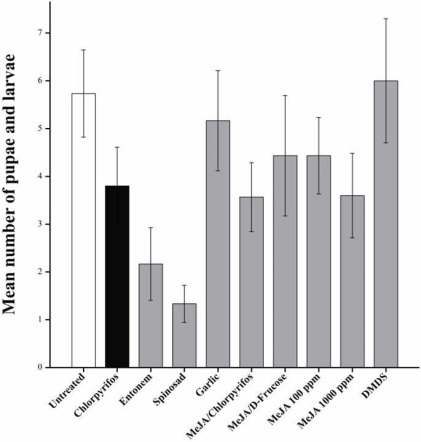 Mean number of pupae and larvae
7
6
5
4
3
2
1
0
Untreated
Chlorpyrifos
Entonem
Spinosad
Garlic
MeJA/Chlorpyrifos
MeJA/D-Frucose
MeJA 100 ppm
MeJA 1000 ppm
DMDS